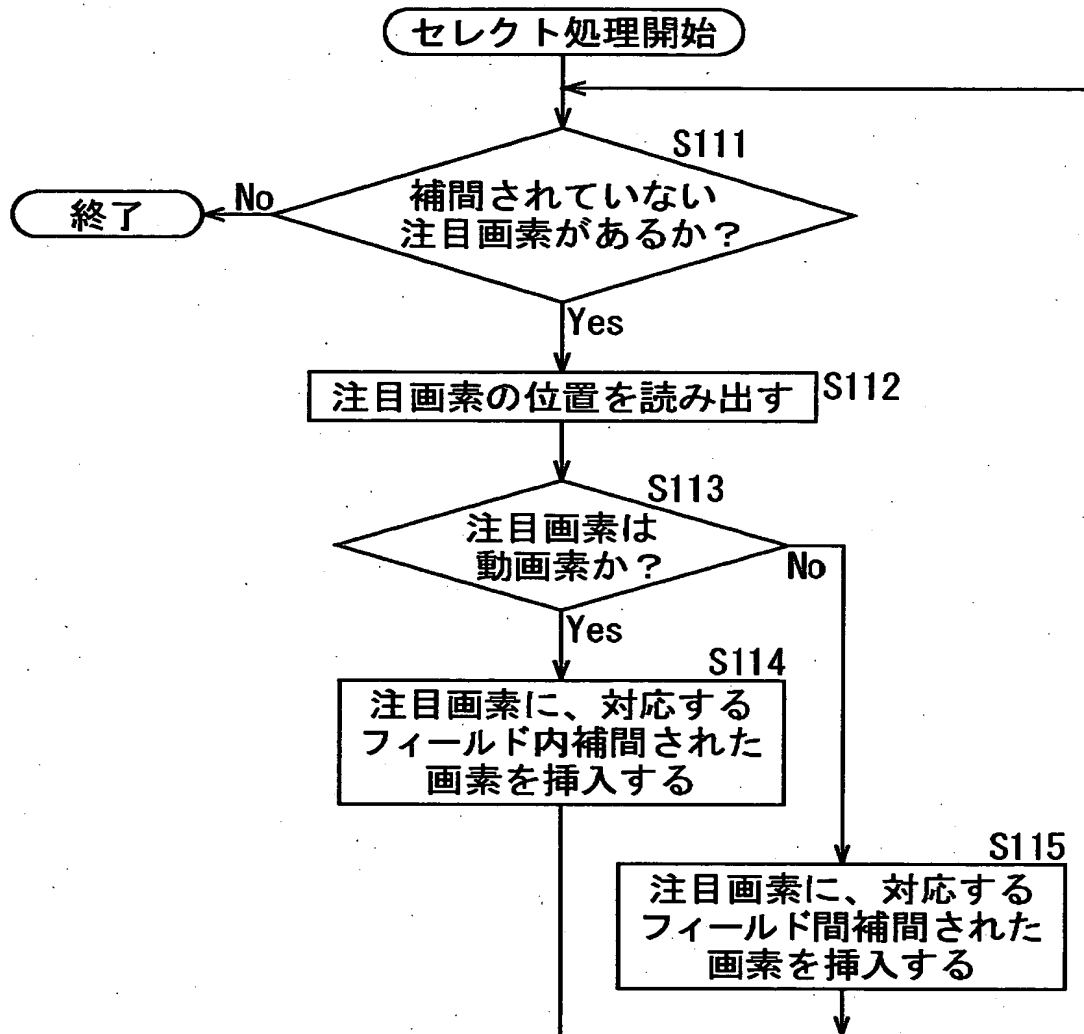 セレクト処理開始
S111
補間されていない
注目画素があるか？
No
終了
Yes
注目画素の位置を読み出す
S112
S113
注目画素は
動画素か？
No
Yes
S114
注目画素に、対応する
フィールド内補間された
画素を挿入する
S115
注目画素に、対応する
フィールド間補間された
画素を挿入する